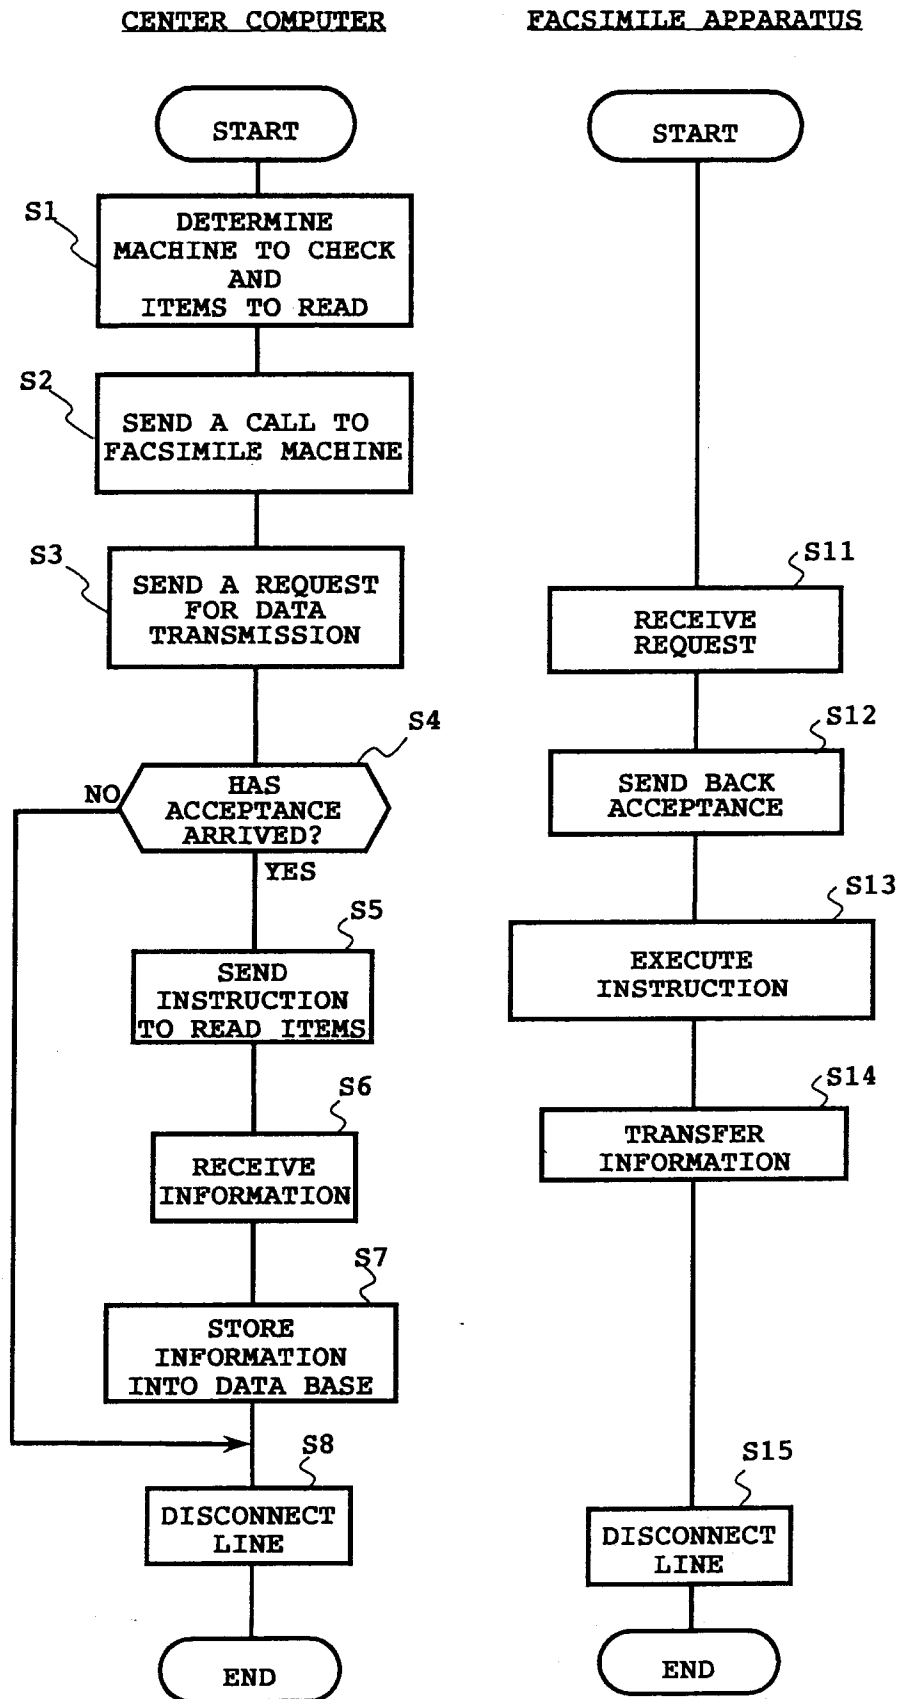 CENTER COMPUTER
START
S1
DETERMINE
MACHINE TO CHECK
AND
ITEMS TO READ
S2
SEND A CALL TO
FACSIMILE MACHINE
S3
SEND A REQUEST
FOR DATA
TRANSMISSION
S4
NO
HAS
ACCEPTANCE
ARRIVED?
YES
S5
SEND
INSTRUCTION
TO READ ITEMS
S6
RECEIVE
INFORMATION
S7
STORE
INFORMATION
INTO DATA BASE
S8
DISCONNECT
LINE
END
FACSIMILE APPARATUS
START
S11
RECEIVE
REQUEST
S12
SEND BACK
ACCEPTANCE
S13
EXECUTE
INSTRUCTION
S14
TRANSFER
INFORMATION
S15
DISCONNECT
LINE
END